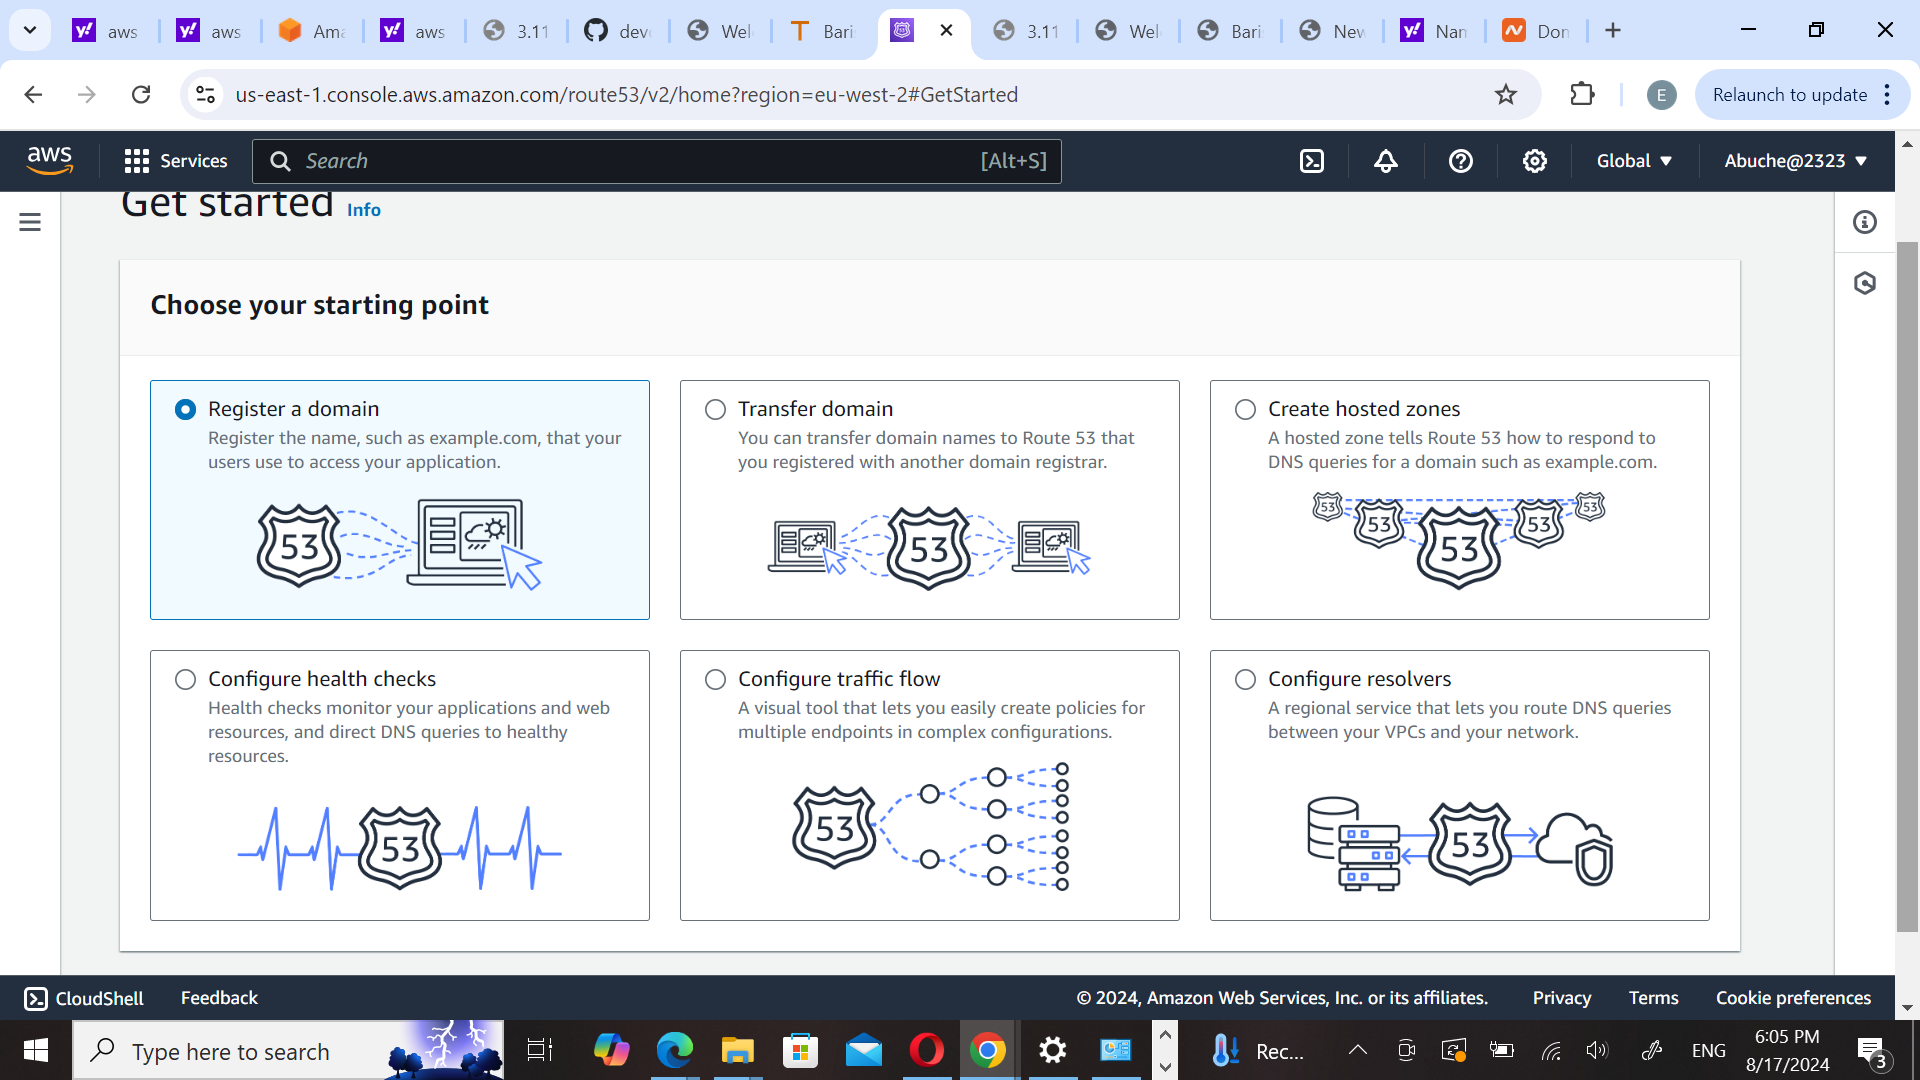 aws
aws
Ama
aws
3.11
dev
Wel
Bari
3.11
Wel
Bari
New
Nam
Dom
us-east-1.console.aws.amazon.com/route53/v2/home?region=eu-west-2#GetStarted
E
Relaunch to update
aws
Services
Search
[Alt+S]
Global
Abuche@2323
Get started Info
Choose your starting point
Register a domain
Register the name, such as example.com, that your
users use to access your application.
53
Transfer domain
You can transfer domain names to Route 53 that
you registered with another domain registrar.
53
Create hosted zones
A hosted zone tells Route 53 how to respond to
DNS queries for a domain such as example.com.
53
53
53
53
53
Configure health checks
Health checks monitor your applications and web
resources, and direct DNS queries to healthy
resources.
53
Configure traffic flow
A visual tool that lets you easily create policies for
multiple endpoints in complex configurations.
53
Configure resolvers
A regional service that lets you route DNS queries
between your VPCs and your network.
53
CloudShell
Feedback
© 2024, Amazon Web Services, Inc. or its affiliates.
Privacy
Terms
Cookie preferences
Type here to search
Rec...
ENG
6:05 PM
8/17/2024
3